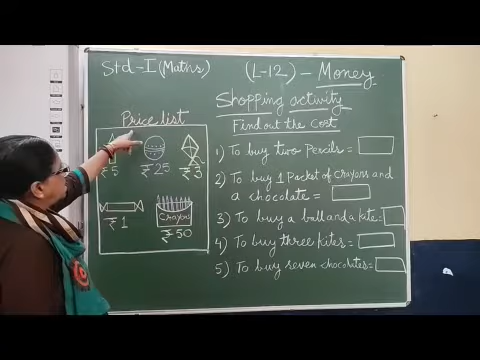 Std-I (Maths)
(L-12) - Money
Shopping activity
Find out the cost
Price list
₹5 ₹25 ₹3
₹1 Crayons
₹50
1) To buy two Pencils =
2) To buy 1 Packet of Crayons and
a chocolate =
3) To buy a ball and a kite =
4) To buy three kites =
5) To buy seven chocolates =